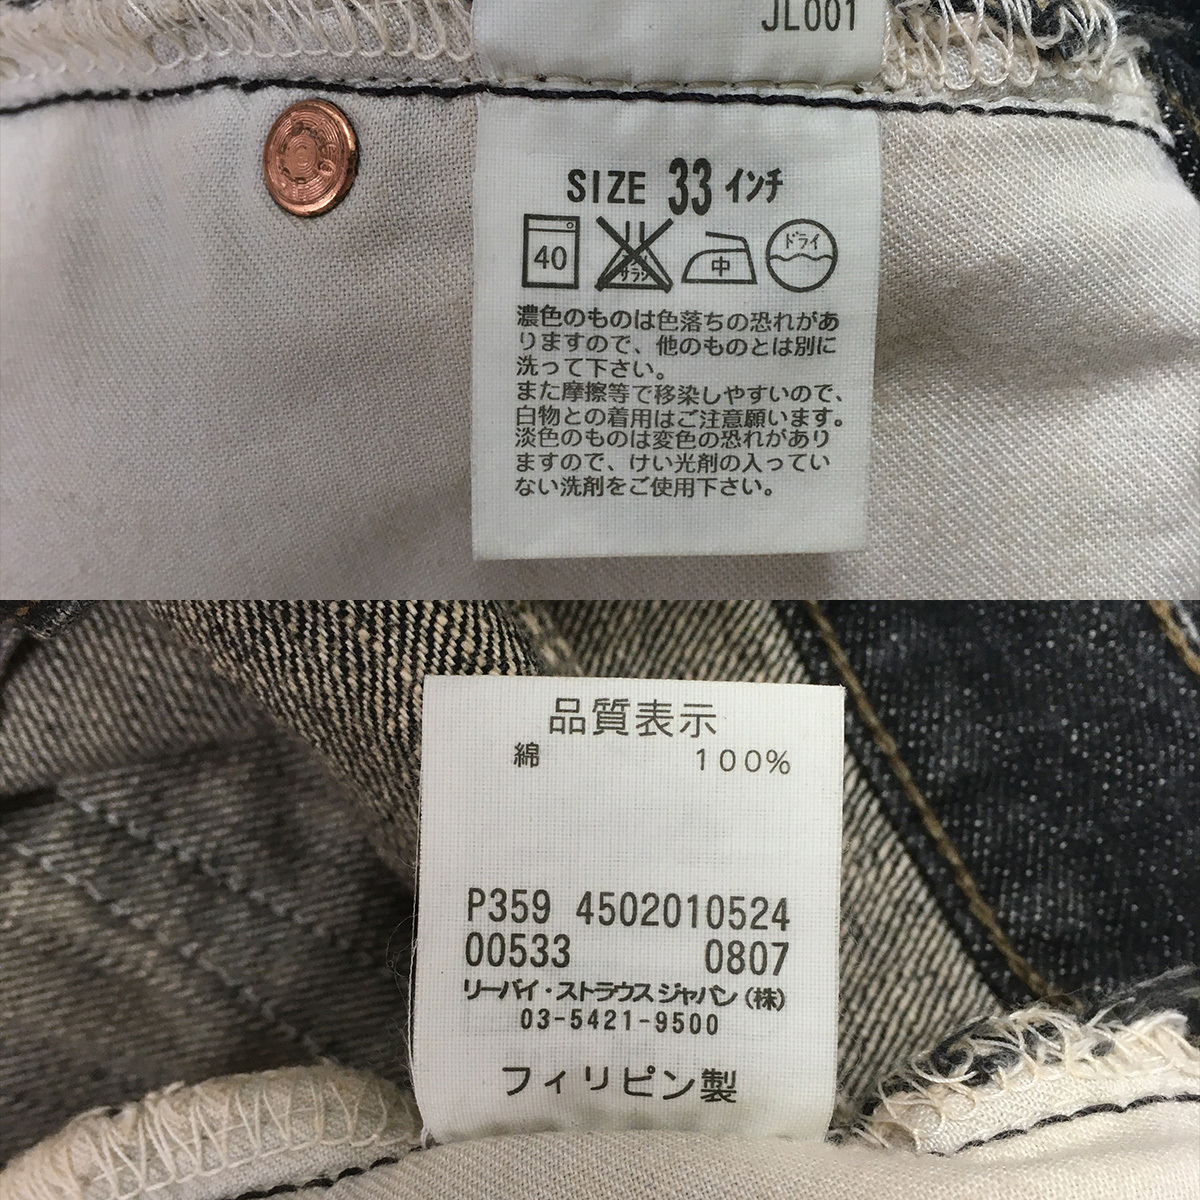 JL001
SIZE 33 インチ
40
中
ドライ
濃色のものは色落ちの恐れがあ
りますので、他のものとは別に
洗って下さい。
また摩擦等で移染しやすいので、
白物との着用はご注意願います。
淡色のものは変色の恐れがあり
ますので、けい光剤の入ってい
ない洗剤をご使用下さい。
品質表示
綿 100%
P359 4502010524
00533 0807
リーバイ・ストラウス ジャパン(株)
03-5421-9500
フィリピン製